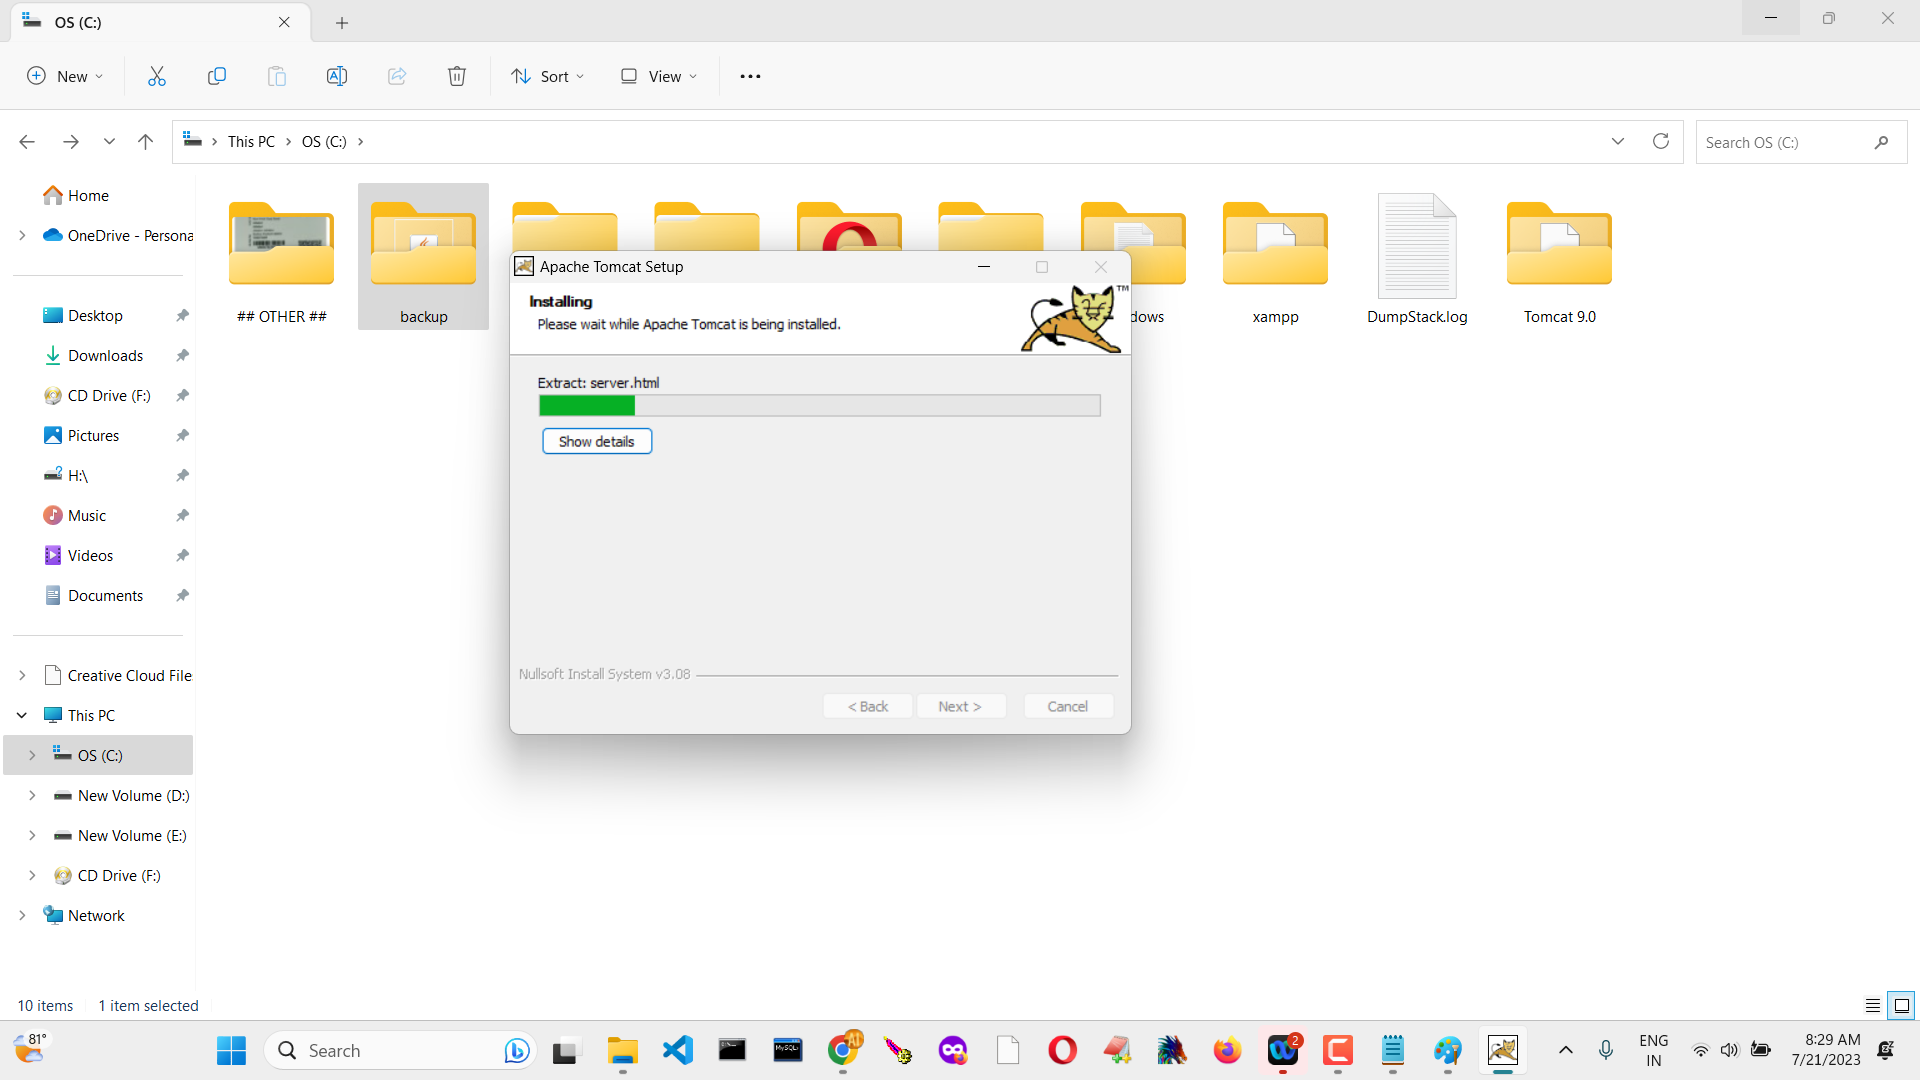 OS (C:)
New
Sort
View
This PC
OS (C:)
Search OS (C:)
Home
OneDrive - Persona
Desktop
Downloads
CD Drive (F:)
Pictures
H:\
Music
Videos
Documents
Creative Cloud File
This PC
OS (C:)
New Volume (D:)
New Volume (E:)
CD Drive (F:)
Network
## OTHER ##
backup
dows
xampp
DumpStack.log
Tomcat 9.0
Apache Tomcat Setup
Installing
Please wait while Apache Tomcat is being installed.
TM
Extract: server.html
Show details
Nullsoft Install System v3.08
< Back
Next >
Cancel
10 items
1 item selected
81°
Search
MySQL
2
ENG
IN
8:29 AM
7/21/2023